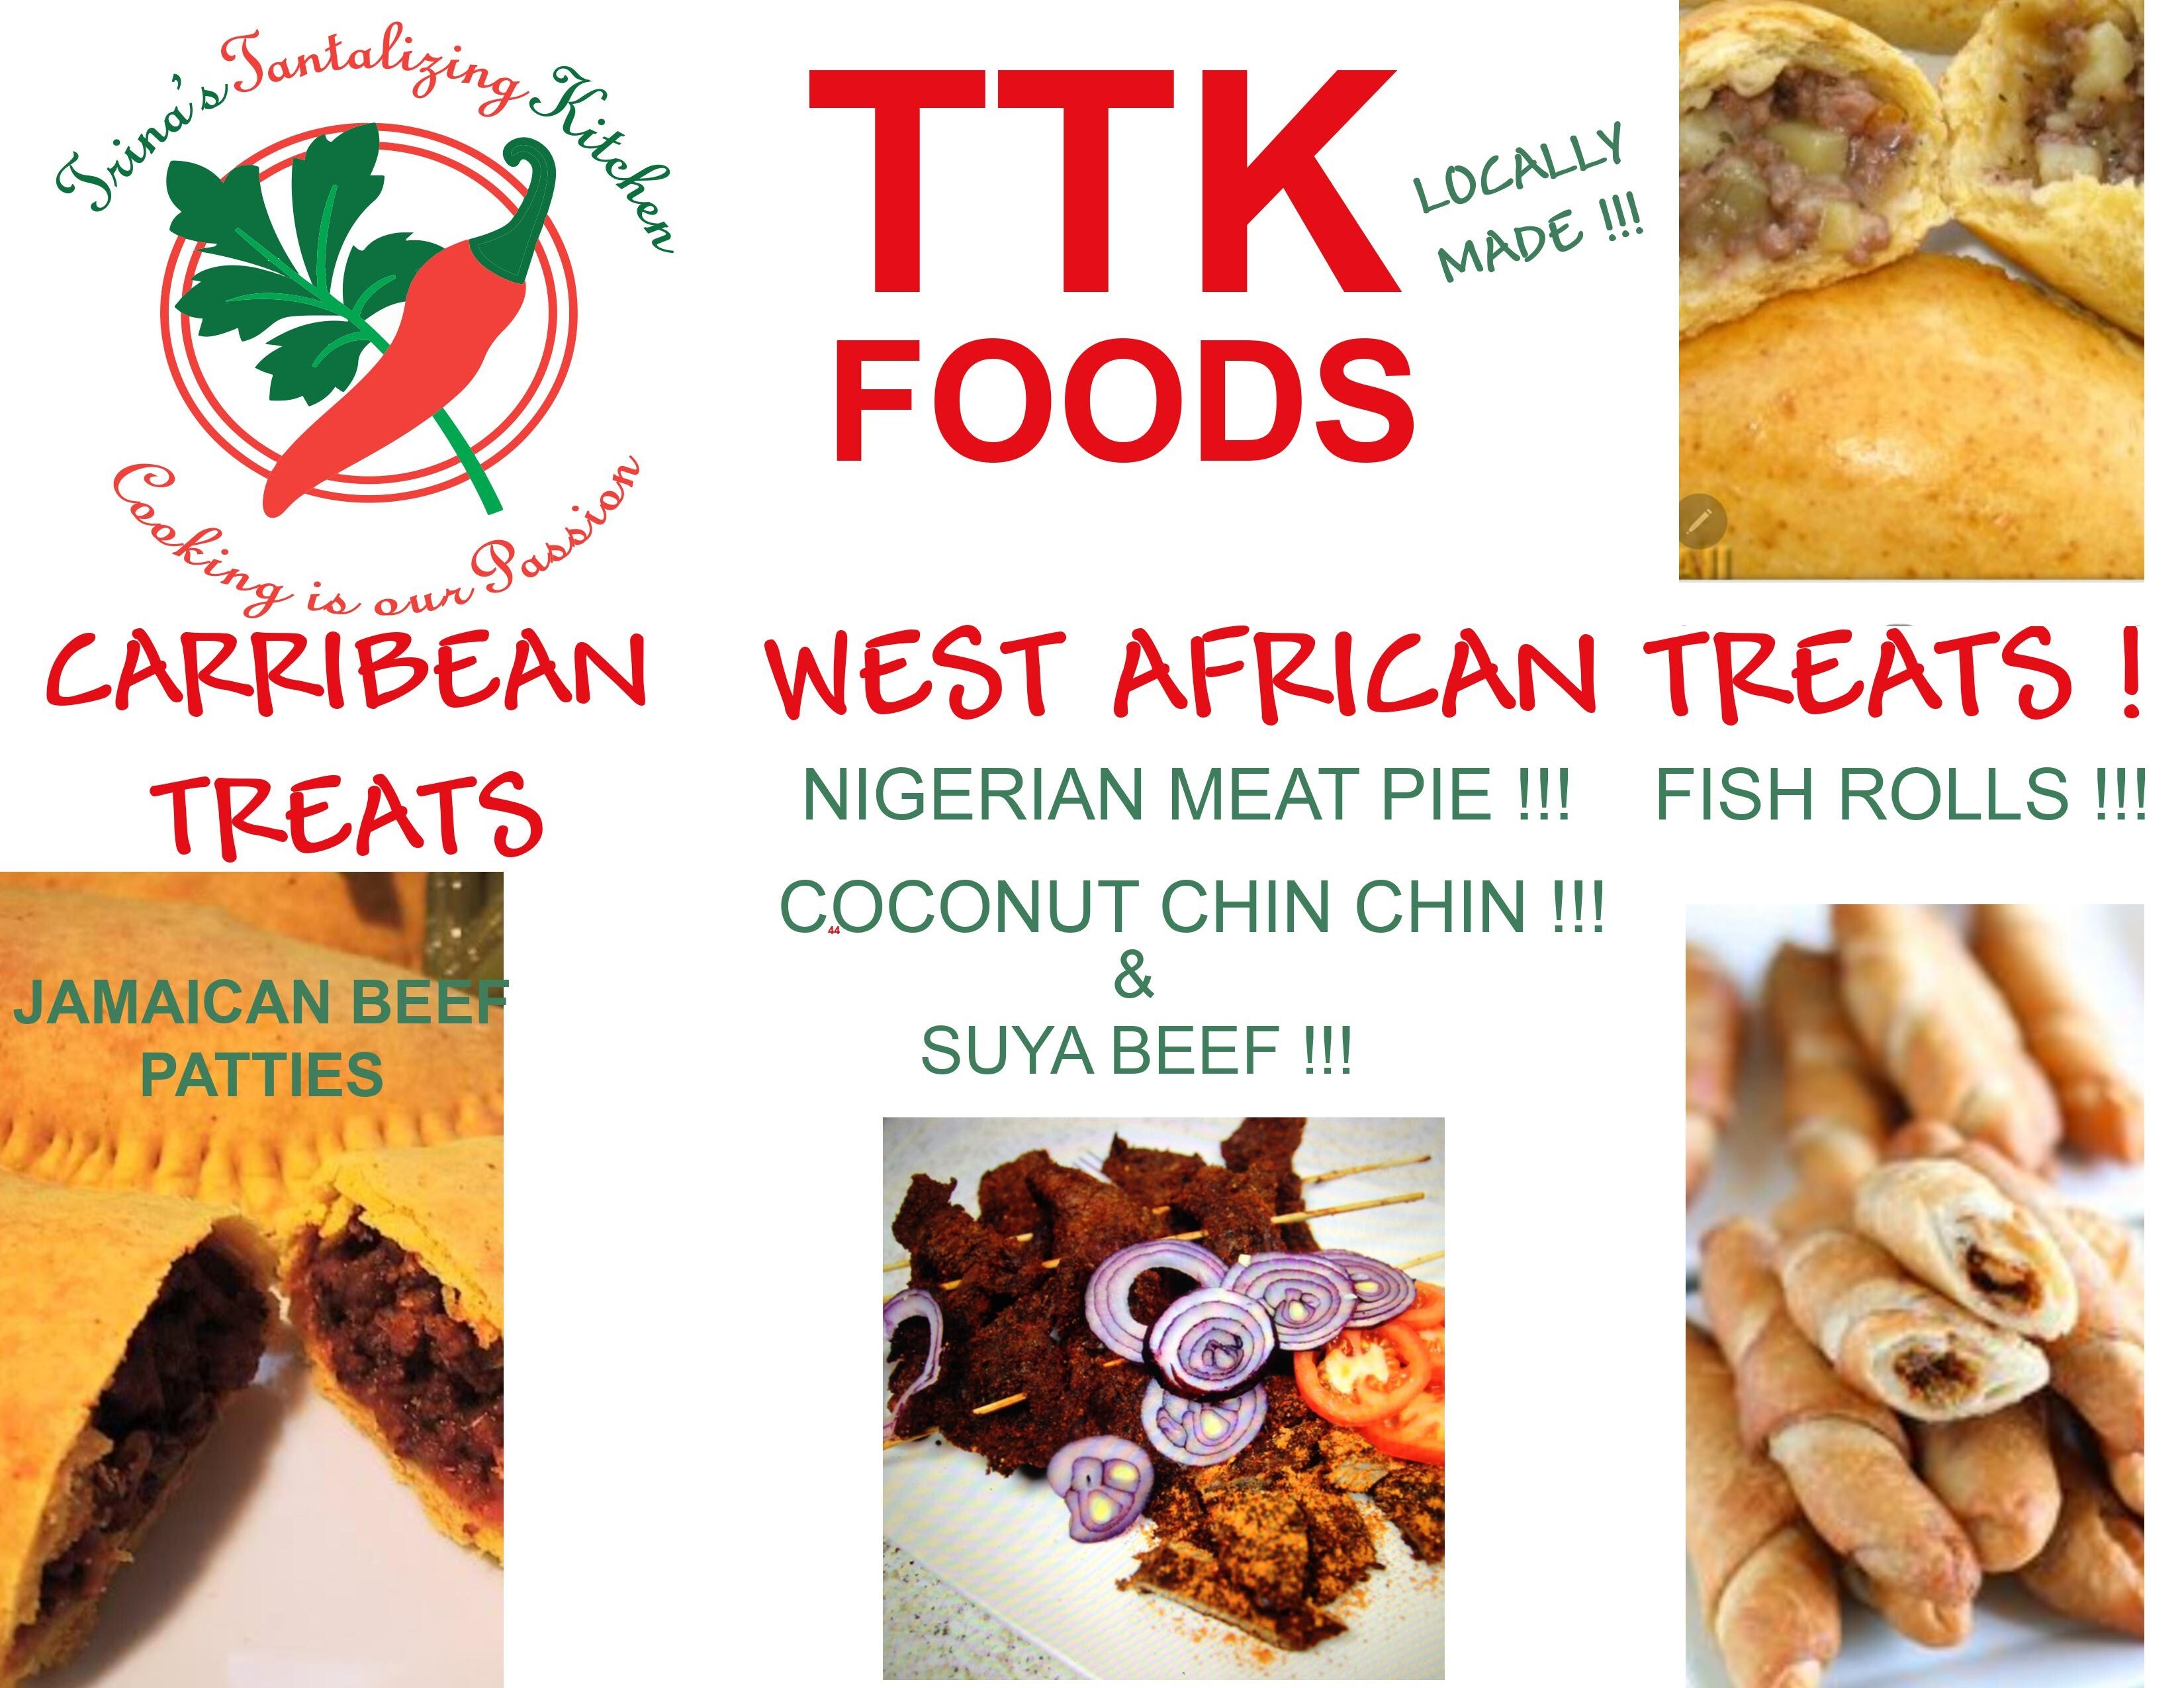 Trina's Tantalizing Kitchen
Cooking is our Passion
TTK
FOODS
LOCALLY
MADE !!!
CARRIBEAN
TREATS
JAMAICAN BEEF
PATTIES
WEST AFRICAN TREATS !
NIGERIAN MEAT PIE !!! FISH ROLLS !!!
COCONUT CHIN CHIN !!!
44
&
SUYA BEEF !!!